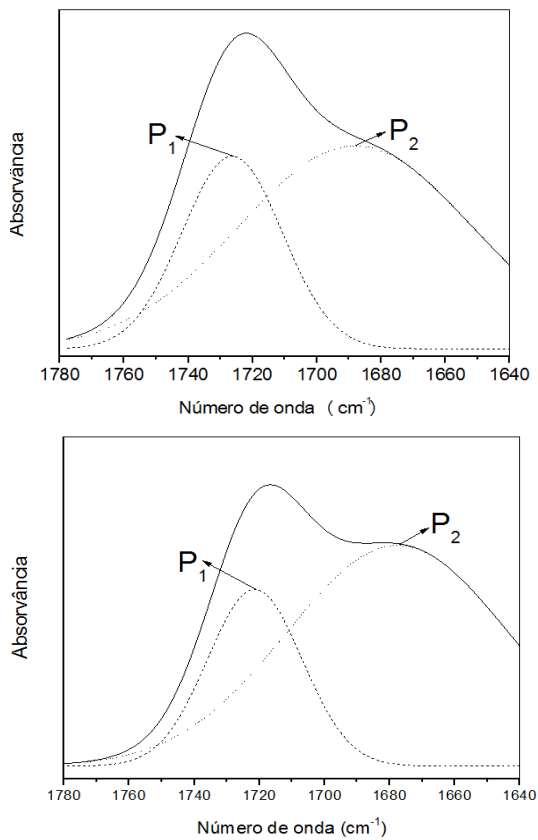 P1
P2
Absorvância
1780 1760 1740 1720 1700 1680 1660 1640
Número de onda ( cm-1)
P1
P2
Absorvância
1780 1760 1740 1720 1700 1680 1660 1640
Número de onda (cm-1)